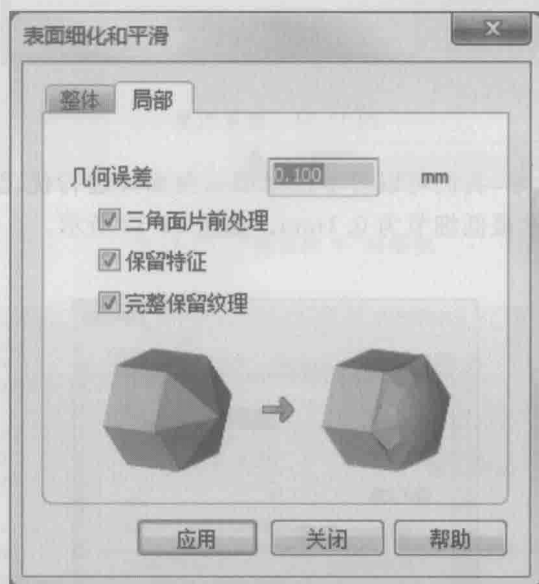 表面细化和平滑
整体 局部
几何误差 0.100 mm
三角面片前处理
保留特征
完整保留纹理
应用 关闭 帮助